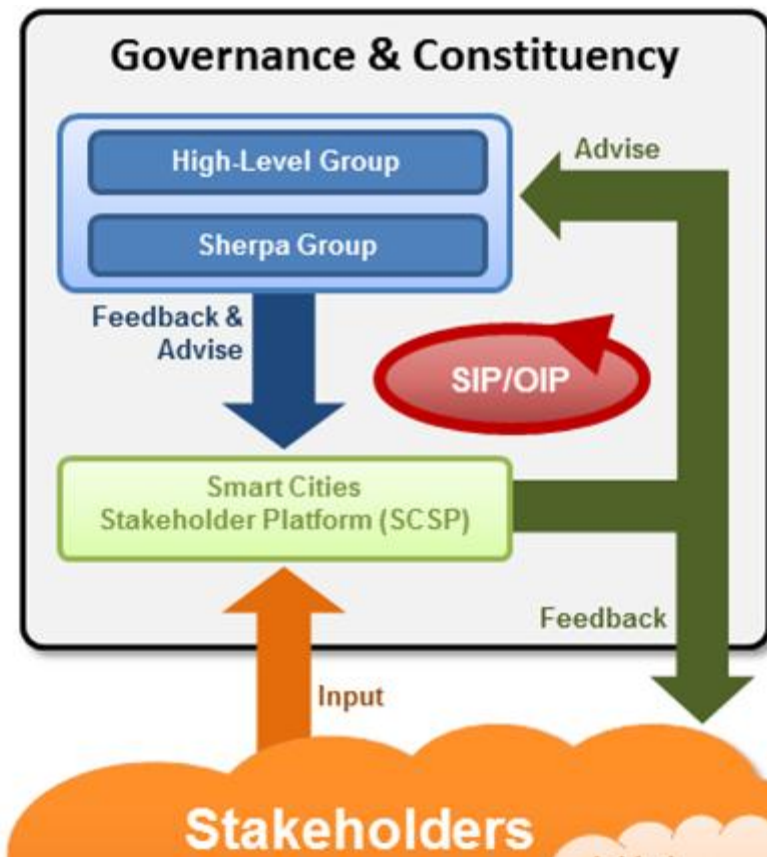 Governance & Constituency
High-Level Group
Advise
Sherpa Group
Feedback &
Advise
SIP/OIP
Smart Cities
Stakeholder Platform (SCSP)
Feedback
Input
Stakeholders